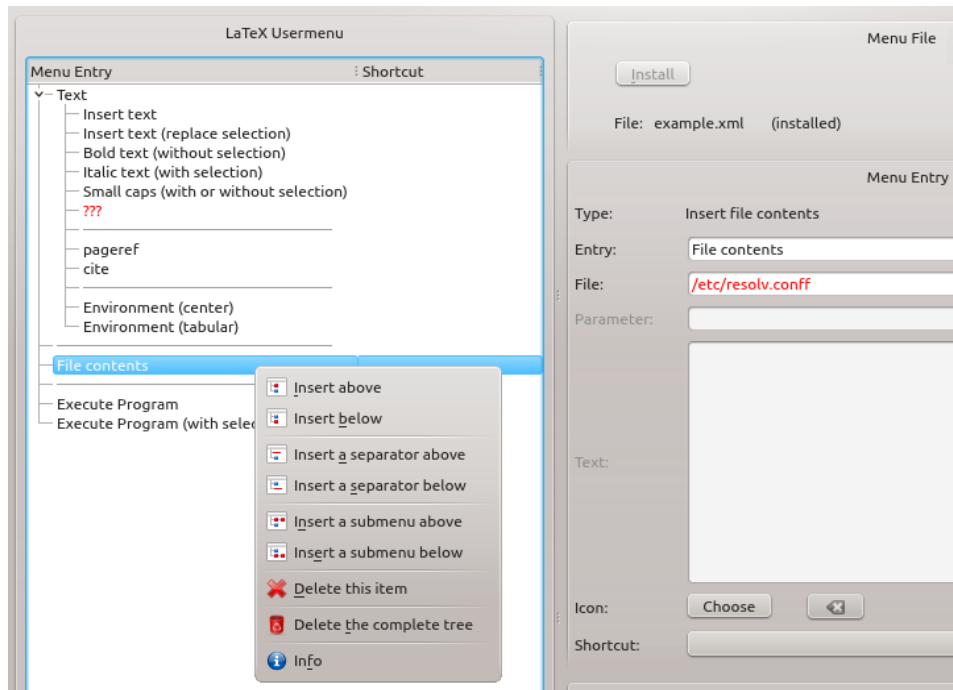 LaTeX Usermenu
Menu Entry Shortcut
Text
Insert text
Insert text (replace selection)
Bold text (without selection)
Italic text (with selection)
Small caps (with or without selection)
???
pageref
cite
Environment (center)
Environment (tabular)
File contents
Execute Program
Execute Program (with selec
Insert above
Insert below
Insert a separator above
Insert a separator below
Insert a submenu above
Insert a submenu below
Delete this item
Delete the complete tree
Info
Menu File
Install
File: example.xml (installed)
Menu Entry
Type: Insert file contents
Entry: File contents
File: /etc/resolv.conff
Parameter:
Text:
Icon: Choose
Shortcut: